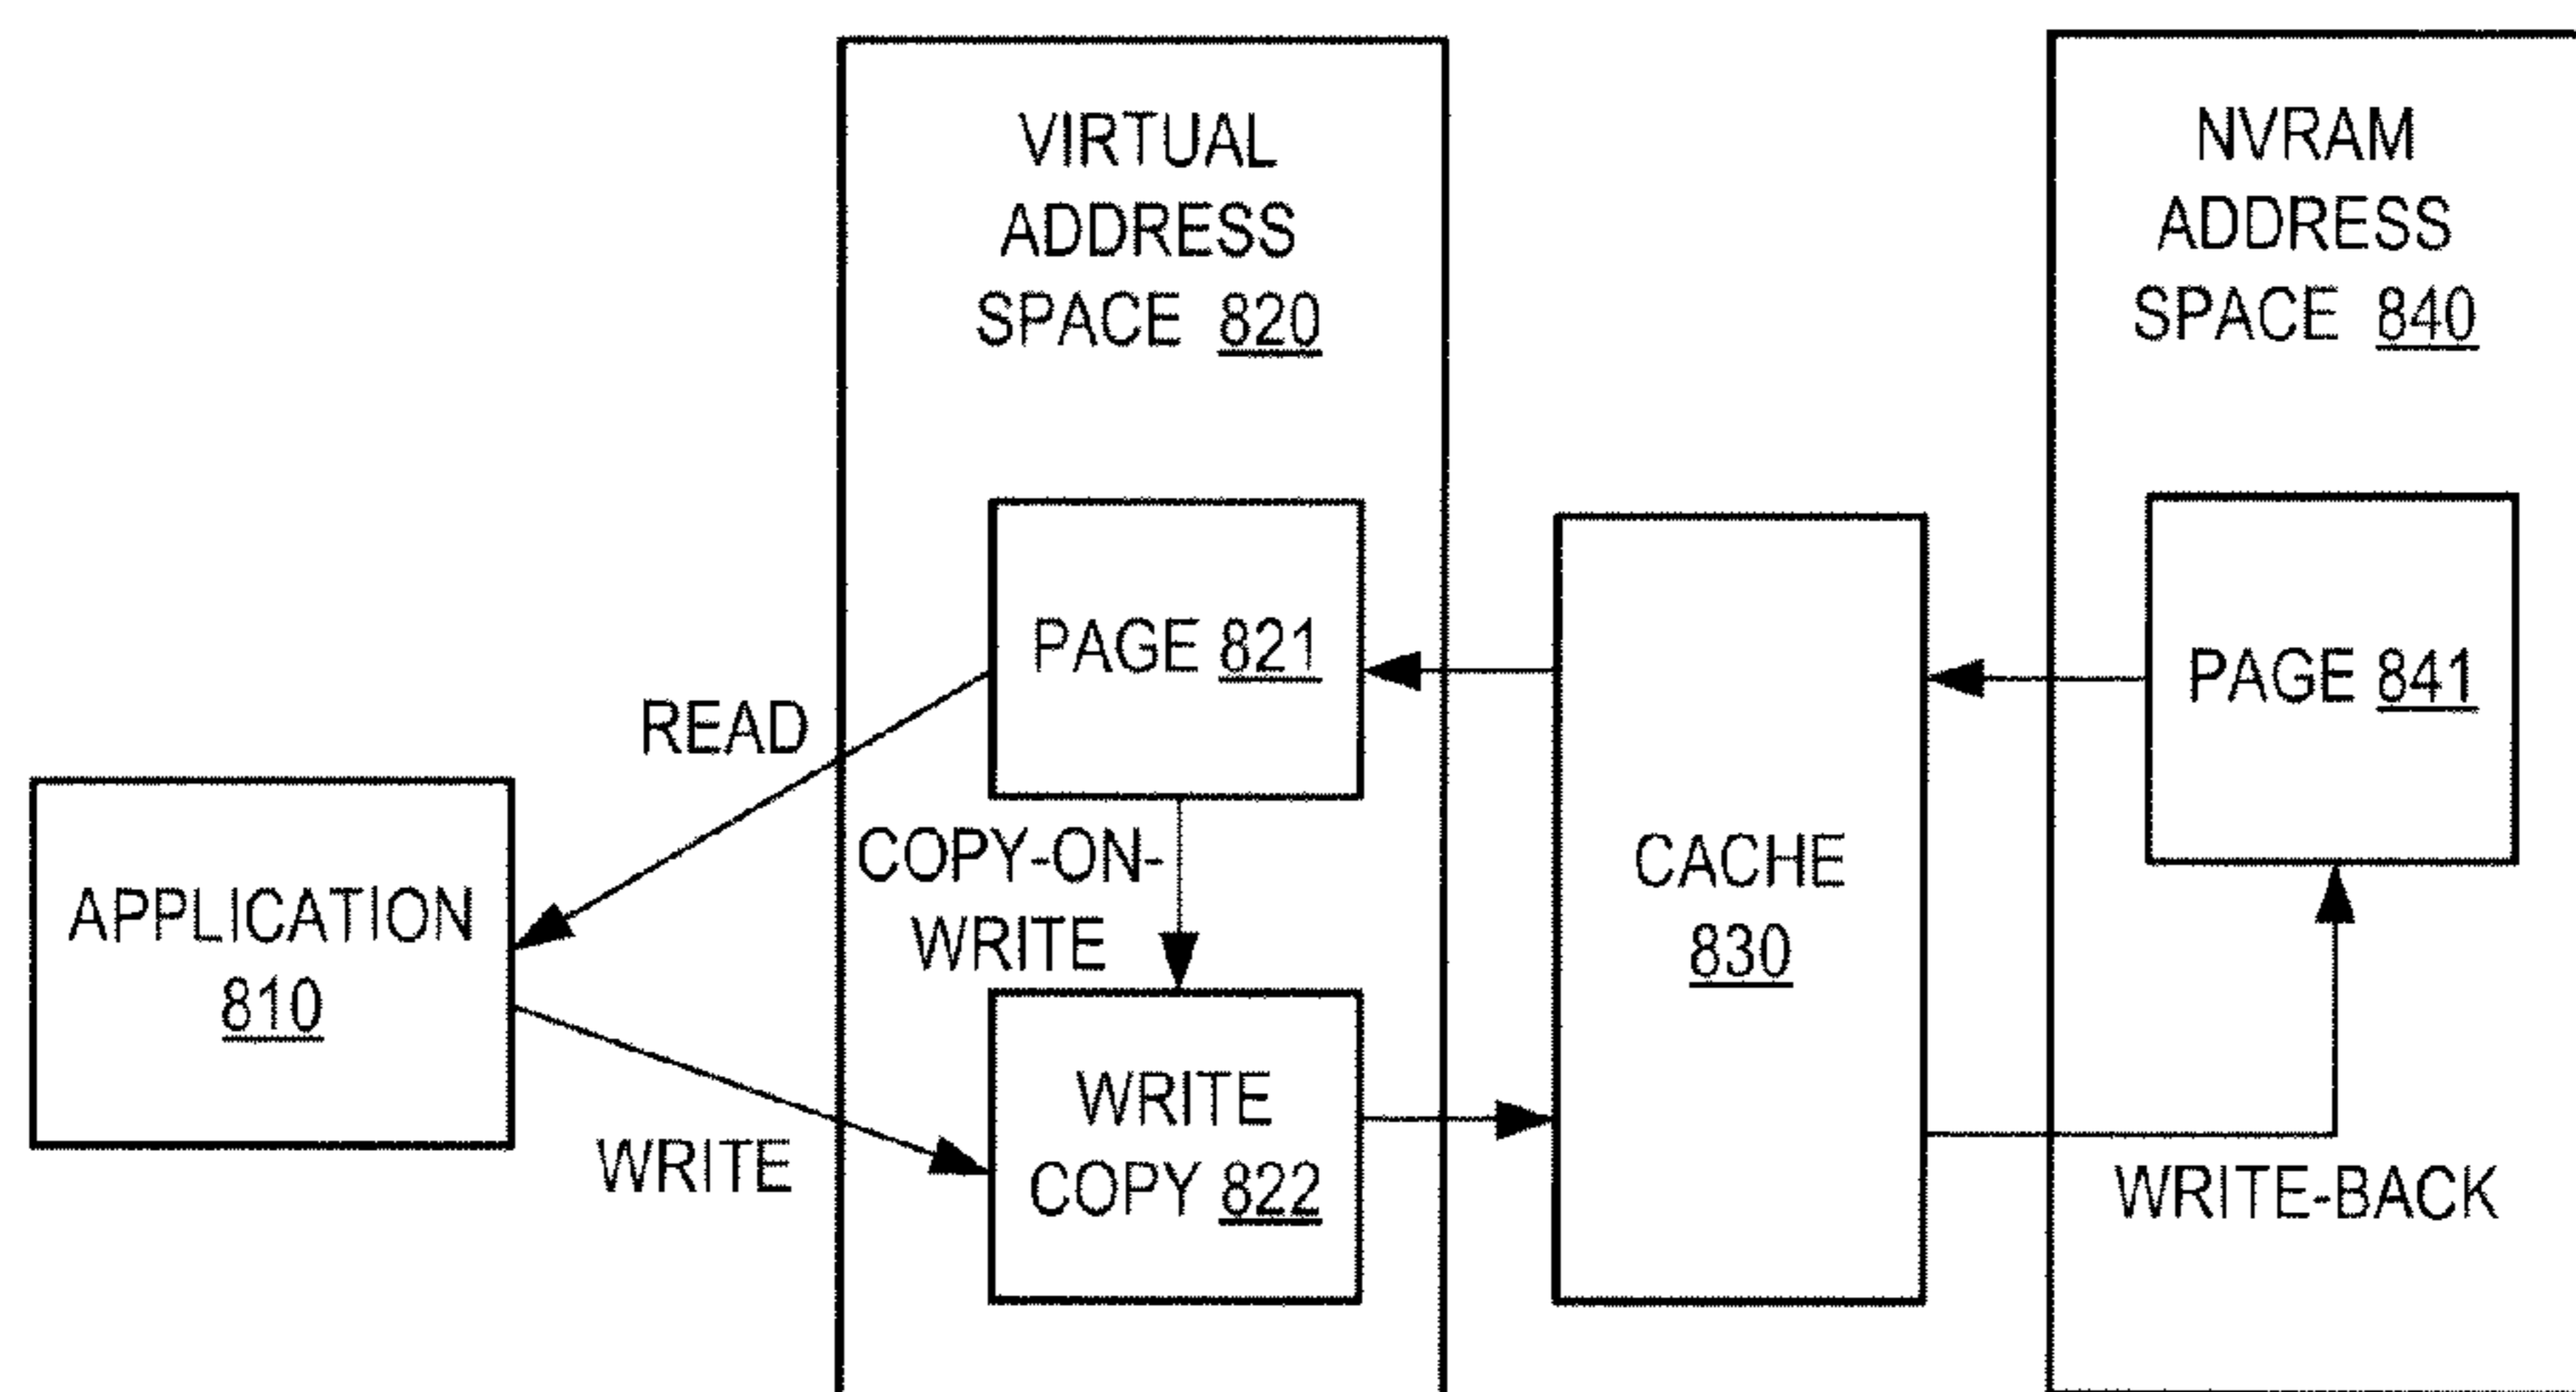 VIRTUAL
ADDRESS
SPACE 820
NVRAM
ADDRESS
SPACE 840
PAGE 821
PAGE 841
READ
COPY-ON-
WRITE
APPLICATION
810
CACHE
830
WRITE
WRITE
COPY 822
WRITE-BACK